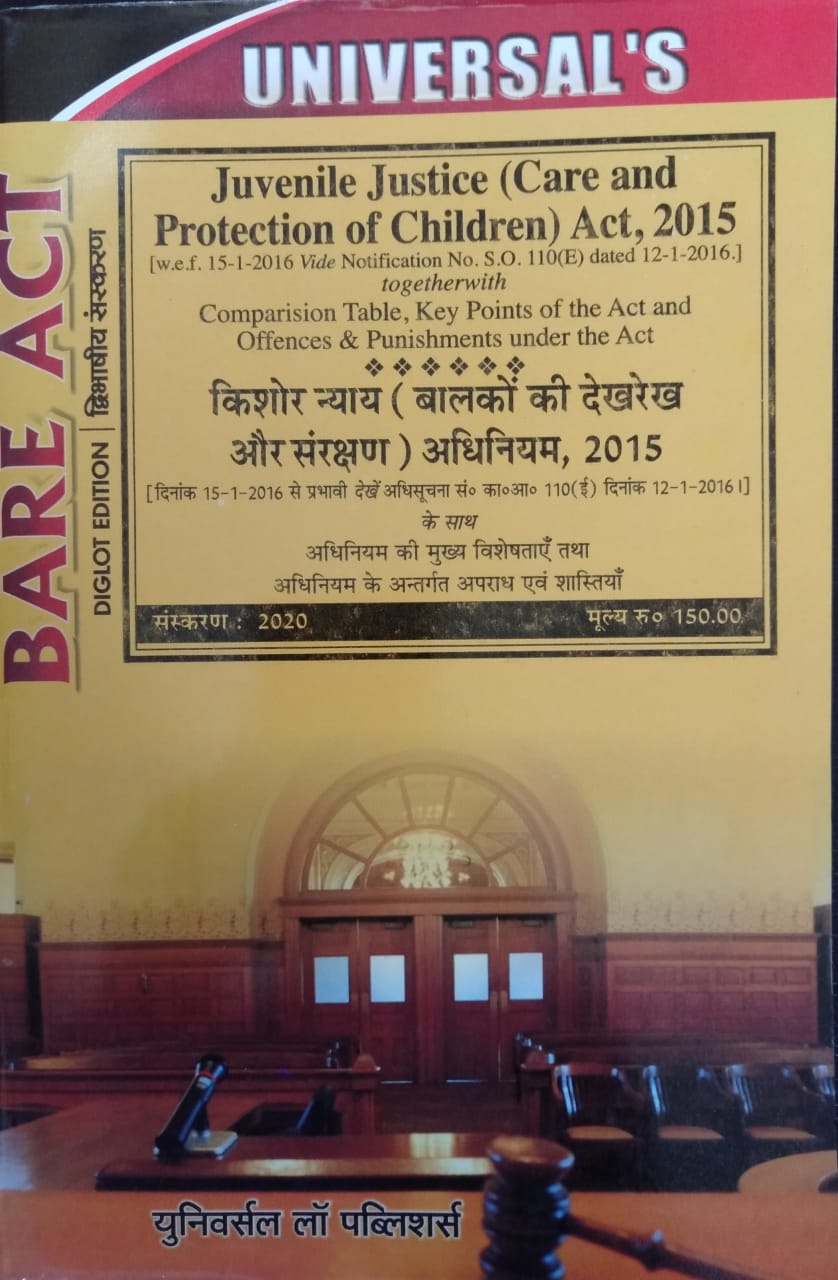 UNIVERSAL'S
BARE ACT
DIGLOT EDITION | द्विभाषीय संस्करण
Juvenile Justice (Care and
Protection of Children) Act, 2015
[w.e.f. 15-1-2016 Vide Notification No. S.O. 110(E) dated 12-1-2016.]
togetherwith
Comparision Table, Key Points of the Act and
Offences & Punishments under the Act
किशोर न्याय ( बालकों की देखरेख
और संरक्षण ) अधिनियम, 2015
[दिनांक 15-1-2016 से प्रभावी देखें अधिसूचना सं० का०आ० 110(ई) दिनांक 12-1-2016।]
के साथ
अधिनियम की मुख्य विशेषताएँ तथा
अधिनियम के अन्तर्गत अपराध एवं शास्तियाँ
संस्करण : 2020 मूल्य रु० 150.00
युनिवर्सल लॉ पब्लिशर्स